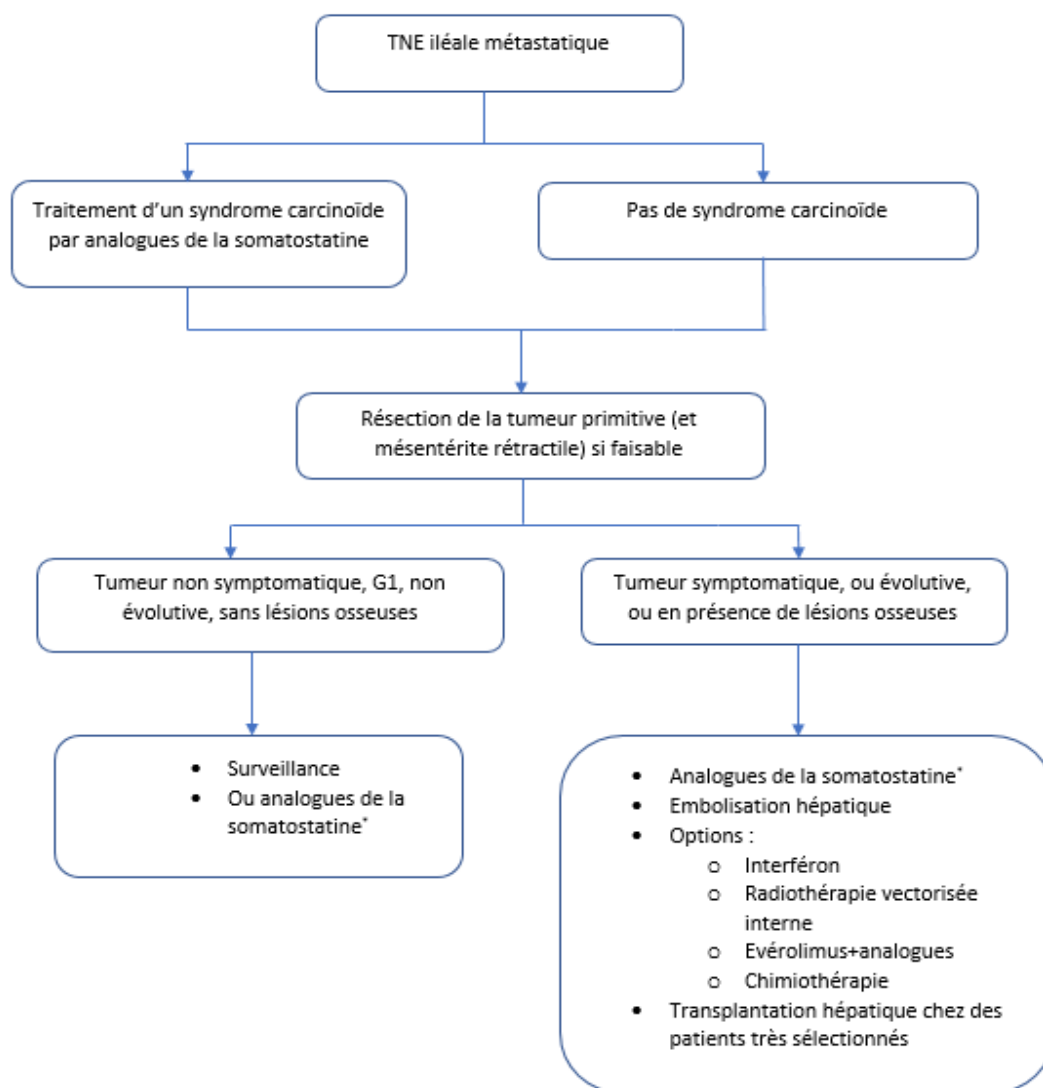 TNE iléale métastatique
Traitement d’un syndrome carcinoïde
par analogues de la somatostatine
Pas de syndrome carcinoïde
Résection de la tumeur primitive (et
mésentérite rétractile) si faisable
Tumeur non symptomatique, G1, non
évolutive, sans lésions osseuses
Tumeur symptomatique, ou évolutive,
ou en présence de lésions osseuses
• Surveillance
• Ou analogues de la
somatostatine*
• Analogues de la somatostatine*
• Embolisation hépatique
• Options :
o Interféron
o Radiothérapie vectorisée
interne
o Evérolimus+analogues
o Chimiothérapie
• Transplantation hépatique chez des
patients très sélectionnés